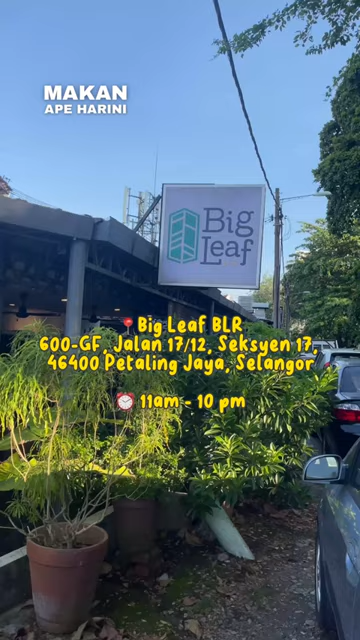 MAKAN
APE HARINI
Big
Leaf
📍Big Leaf BLR
600-GF, Jalan 17/12, Seksyen 17,
46400 Petaling Jaya, Selangor
⏰ 11am - 10 pm